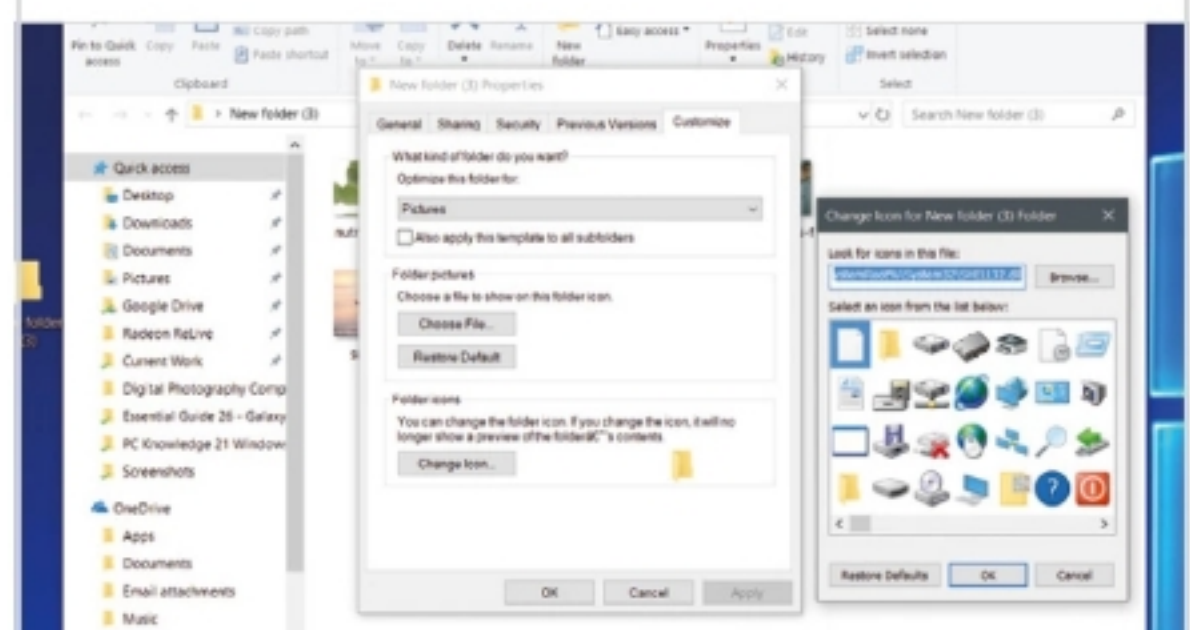 Copy path
Easy access
Edit
Select none
Pin to Quick
access
Copy
Paste
Paste shortcut
Move
to
Copy
to
Delete
Rename
New
folder
Properties
History
Invert selection
Clipboard
Select
New folder (3)
Search New folder (3)
Quick access
Desktop
Downloads
Documents
Pictures
Google Drive
Radeon ReLive
Current Work
Digital Photography Comp
Essential Guide 26 - Galaxy
PC Knowledge 21 Window
Screenshots
OneDrive
Apps
Documents
Email attachments
Music
folder
(3)
New folder (3) Properties
General
Sharing
Security
Previous Versions
Customize
What kind of folder do you want?
Optimize this folder for:
Pictures
Also apply this template to all subfolders
Folder pictures
Choose a file to show on this folder icon.
Choose File...
Restore Default
Folder icons
You can change the folder icon. If you change the icon, it will no
longer show a preview of the folderâ€™s contents.
Change Icon...
OK
Cancel
Apply
Change Icon for New folder (3) Folder
Look for icons in this file:
Browse...
Select an icon from the list below:
Restore Defaults
OK
Cancel